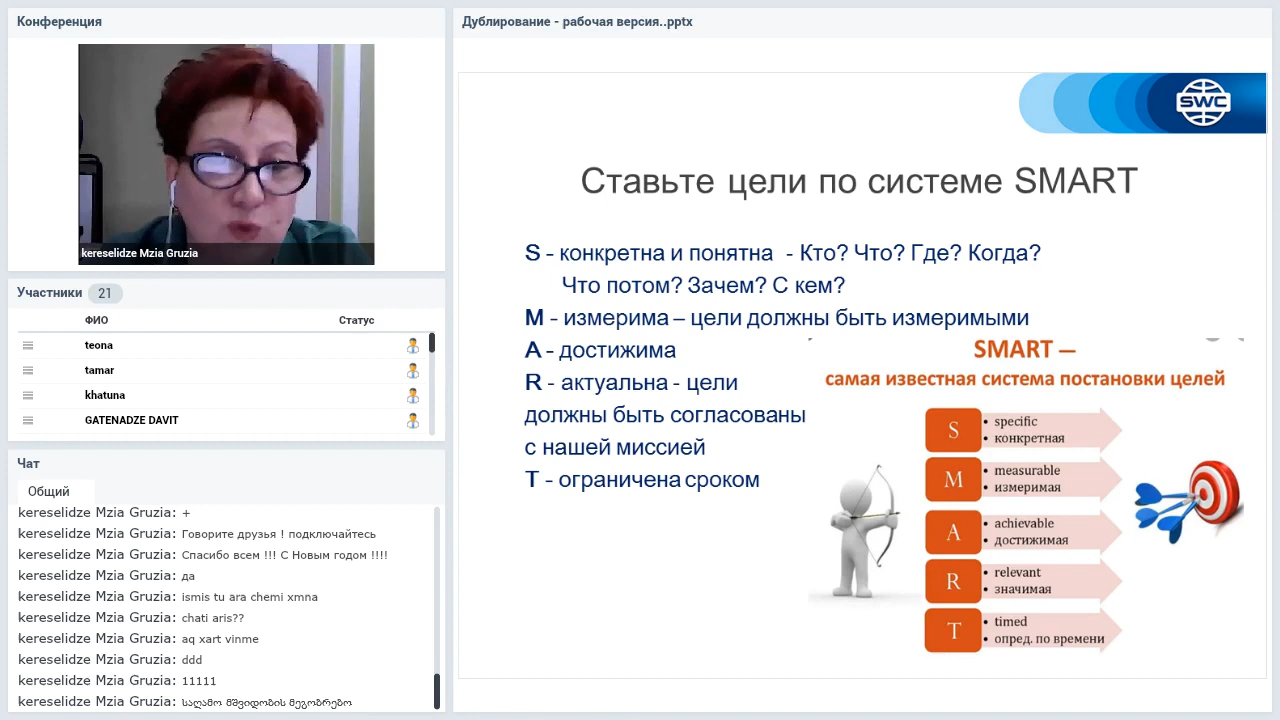 Конференция
kereselidze Mzia Gruzia
Участники 21
ФИО Статус
teona
tamar
khatuna
GATENADZE DAVIT
Чат
Общий
kereselidze Mzia Gruzia: +
kereselidze Mzia Gruzia: Говорите друзья ! подключайтесь
kereselidze Mzia Gruzia: Спасибо всем !!! С Новым годом !!!!
kereselidze Mzia Gruzia: да
kereselidze Mzia Gruzia: ismis tu ara chemi xmna
kereselidze Mzia Gruzia: chati aris??
kereselidze Mzia Gruzia: aq xart vinme
kereselidze Mzia Gruzia: ddd
kereselidze Mzia Gruzia: 11111
kereselidze Mzia Gruzia: საღამო მშვიდობის მეგობრებო
Дублирование - рабочая версия..pptx
SWC
Ставьте цели по системе SMART
S - конкретна и понятна - Кто? Что? Где? Когда?
Что потом? Зачем? С кем?
M - измерима – цели должны быть измеримыми
A - достижима
R - актуальна - цели
должны быть согласованы
с нашей миссией
T - ограничена сроком
SMART —
самая известная система постановки целей
S
• specific
• конкретная
M
• measurable
• измеримая
A
• achievable
• достижимая
R
• relevant
• значимая
T
• timed
• опред. по времени